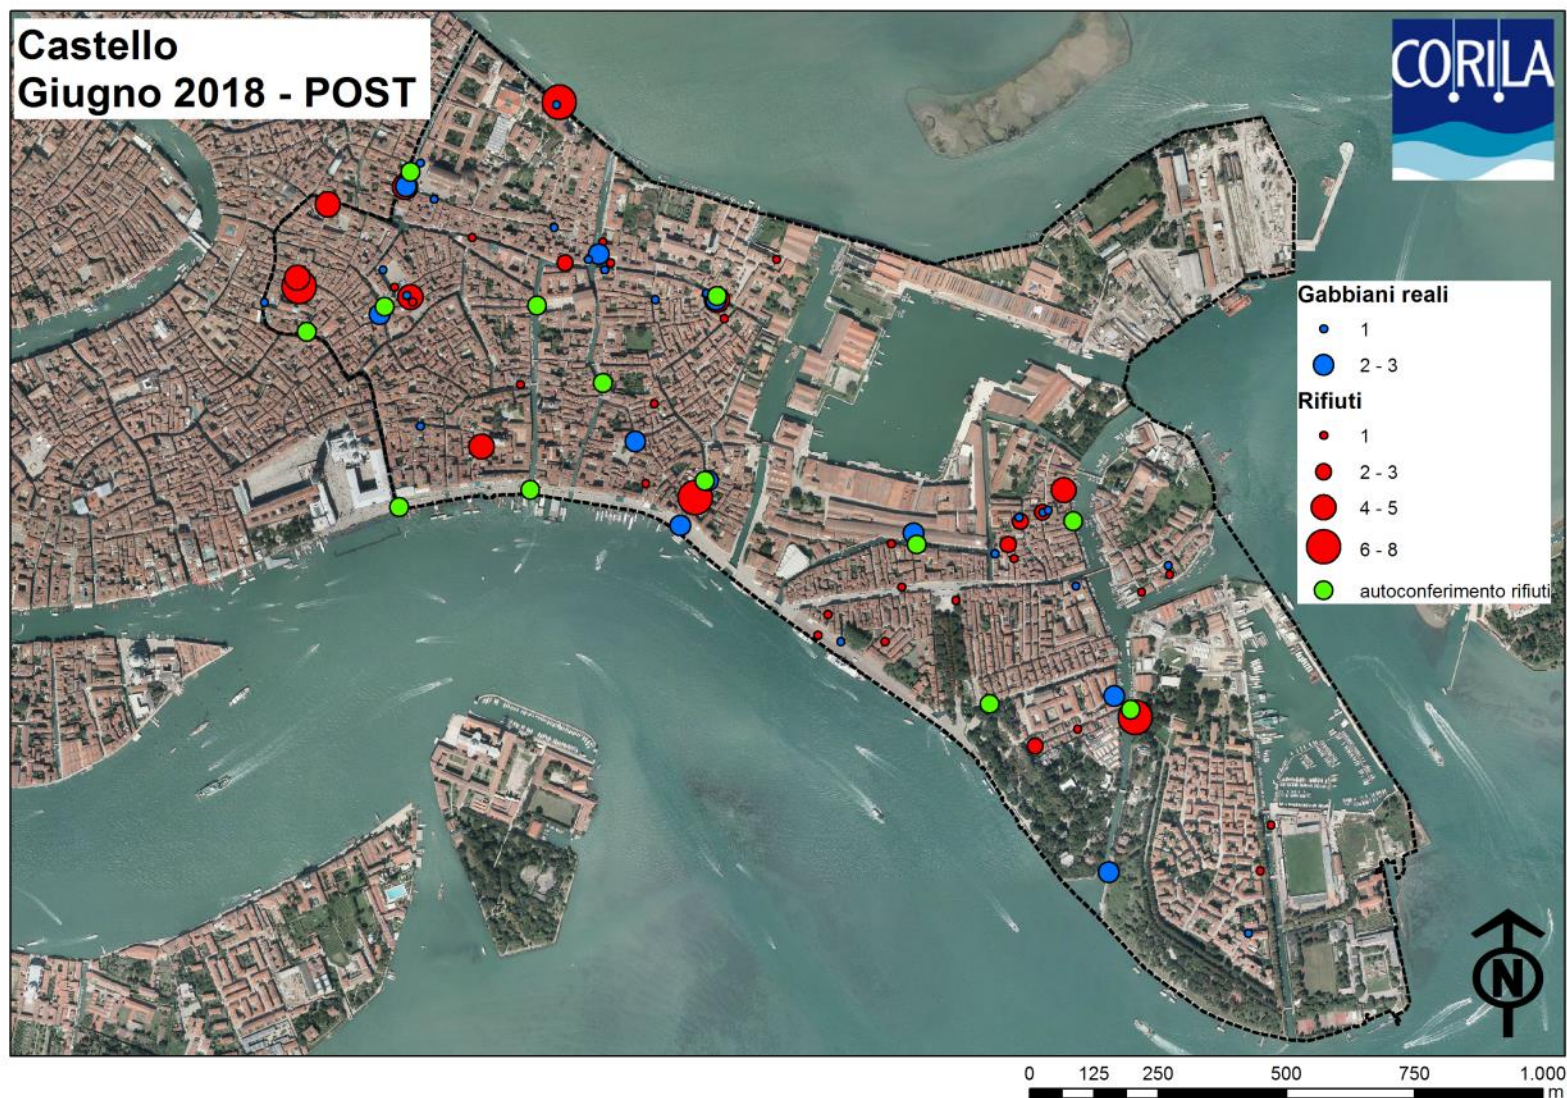 Castello
Giugno 2018 - POST
CORILA
Gabbiani reali
1
2 - 3
Rifiuti
1
2 - 3
4 - 5
6 - 8
autoconferimento rifiuti
N
0 125 250 500 750 1.000
m